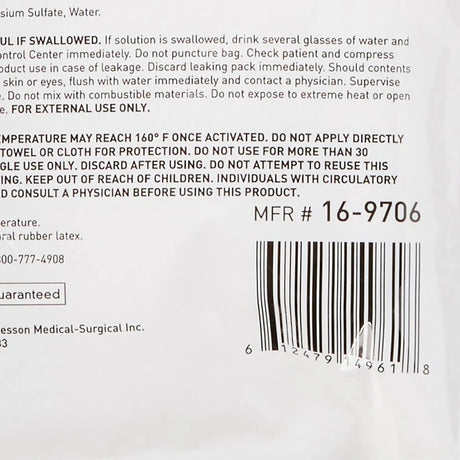 sium Sulfate, Water.
UL IF SWALLOWED. If solution is swallowed, drink several glasses of water and
ontrol Center immediately. Do not puncture bag. Check patient and compress
oduct use in case of leakage. Discard leaking pack immediately. Should contents
skin or eyes, flush with water immediately and contact a physician. Supervise
e. Do not mix with combustible materials. Do not expose to extreme heat or open
e. FOR EXTERNAL USE ONLY.
EMPERATURE MAY REACH 160° F ONCE ACTIVATED. DO NOT APPLY DIRECTLY
TOWEL OR CLOTH FOR PROTECTION. DO NOT USE FOR MORE THAN 30
GLE USE ONLY. DISCARD AFTER USING. DO NOT ATTEMPT TO REUSE THIS
ING. KEEP OUT OF REACH OF CHILDREN. INDIVIDUALS WITH CIRCULATORY
D CONSULT A PHYSICIAN BEFORE USING THIS PRODUCT.
MFR # 16-9706
erature.
ral rubber latex.
00-777-4908
uaranteed
esson Medical-Surgical Inc.
33
6 12479 14961 8